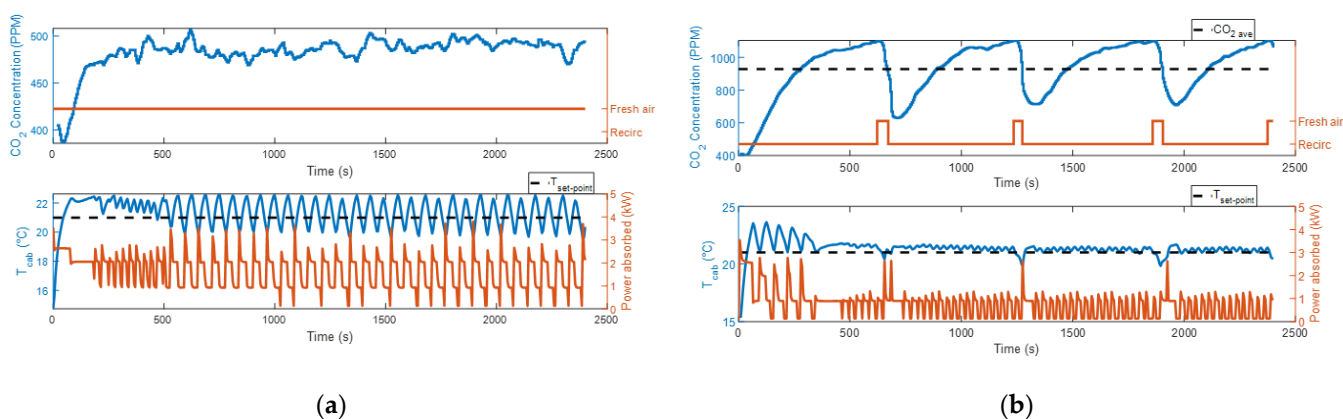 CO2 Concentration (PPM)
500
450
400
Fresh air
Recirc
0 500 1000 1500 2000 2500
Time (s)
T set-point
T cab (°C)
22
20
18
16
5
4
3
2
1
0
Power absorbed (kW)
0 500 1000 1500 2000 2500
Time (s)
(a)
CO2 ave
CO2 Concentration (PPM)
1000
800
600
400
Fresh air
Recirc
0 500 1000 1500 2000 2500
Time (s)
T set-point
T cab (°C)
25
20
15
5
4
3
2
1
0
Power absorbed (kW)
0 500 1000 1500 2000 2500
Time (s)
(b)